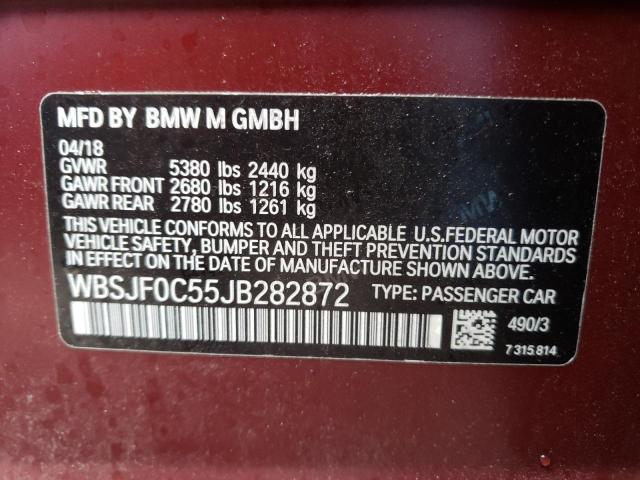 MFD BY BMW M GMBH
04/18
GVWR 5380 lbs 2440 kg
GAWR FRONT 2680 lbs 1216 kg
GAWR REAR 2780 lbs 1261 kg
THIS VEHICLE CONFORMS TO ALL APPLICABLE U.S.FEDERAL MOTOR
VEHICLE SAFETY, BUMPER AND THEFT PREVENTION STANDARDS
IN EFFECT ON THE DATE OF MANUFACTURE SHOWN ABOVE.
WBSJF0C55JB282872 TYPE: PASSENGER CAR
490/3
7 315 814